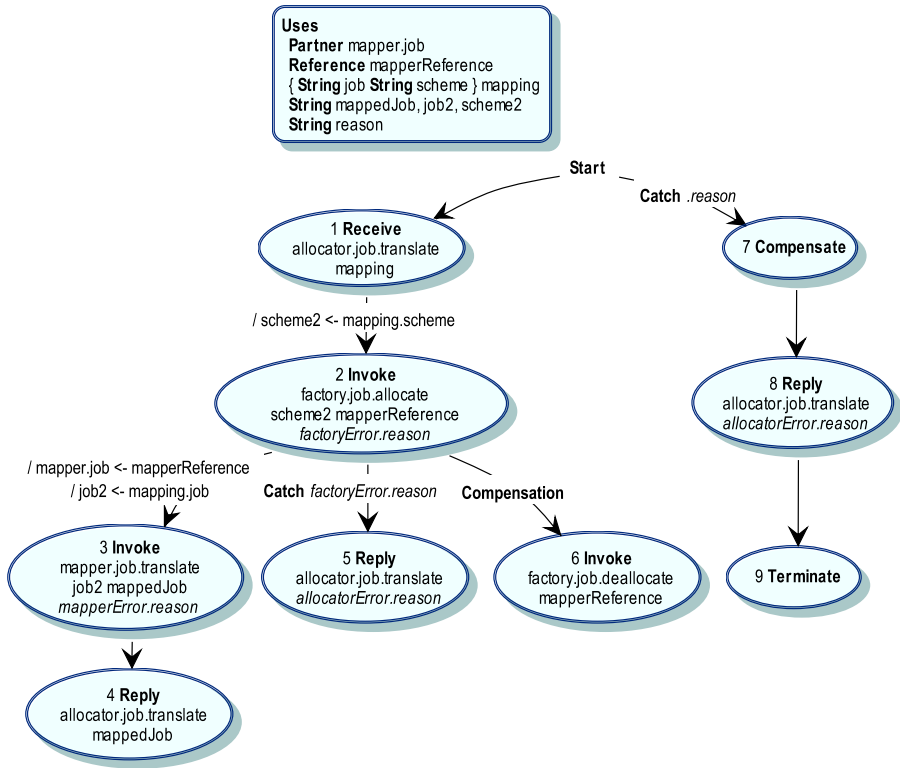 Uses
Partner mapper.job
Reference mapperReference
{ String job String scheme } mapping
String mappedJob, job2, scheme2
String reason
Start
Catch .reason
1 Receive
allocator.job.translate
mapping
7 Compensate
/ scheme2 <- mapping.scheme
2 Invoke
factory.job.allocate
scheme2 mapperReference
factoryError.reason
8 Reply
allocator.job.translate
allocatorError.reason
/ mapper.job <- mapperReference
/ job2 <- mapping.job
Catch factoryError.reason
Compensation
3 Invoke
mapper.job.translate
job2 mappedJob
mapperError.reason
5 Reply
allocator.job.translate
allocatorError.reason
6 Invoke
factory.job.deallocate
mapperReference
9 Terminate
4 Reply
allocator.job.translate
mappedJob